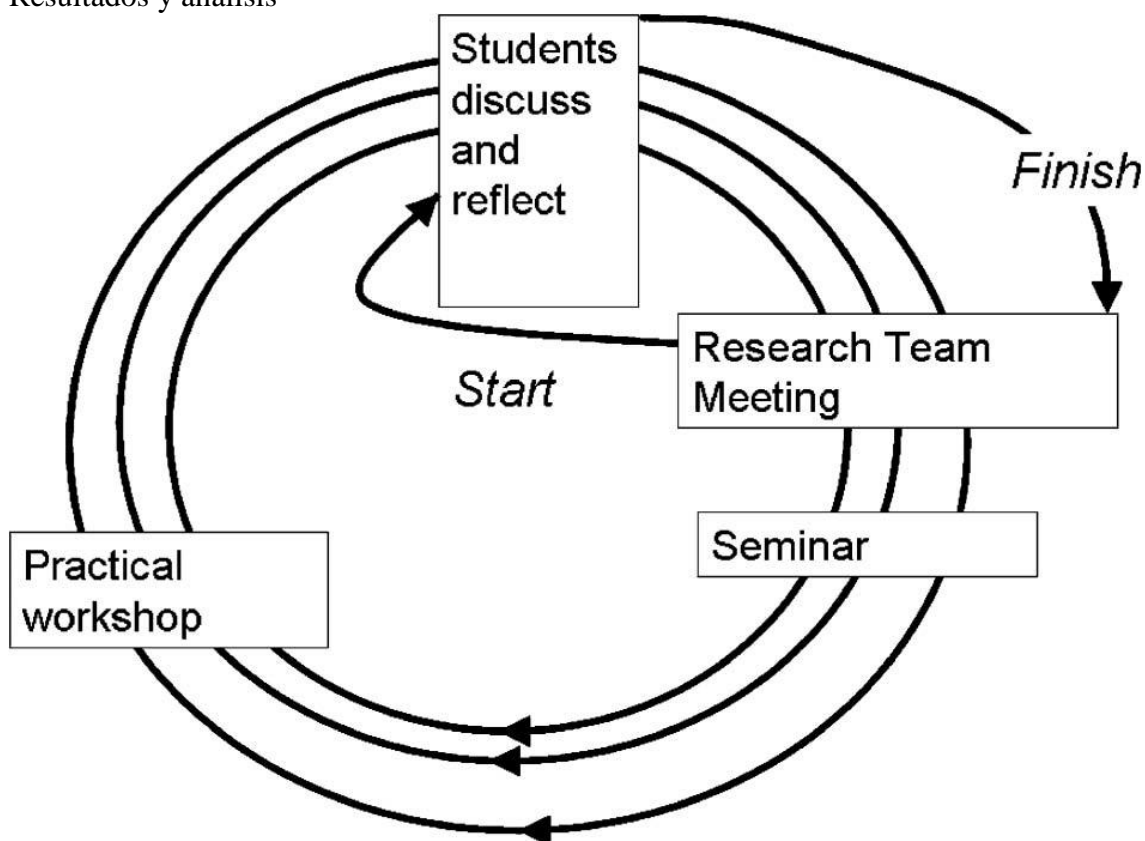 Resultados y análisis
Students
discuss
and
reflect
Finish
Research Team
Meeting
Start
Seminar
Practical
workshop